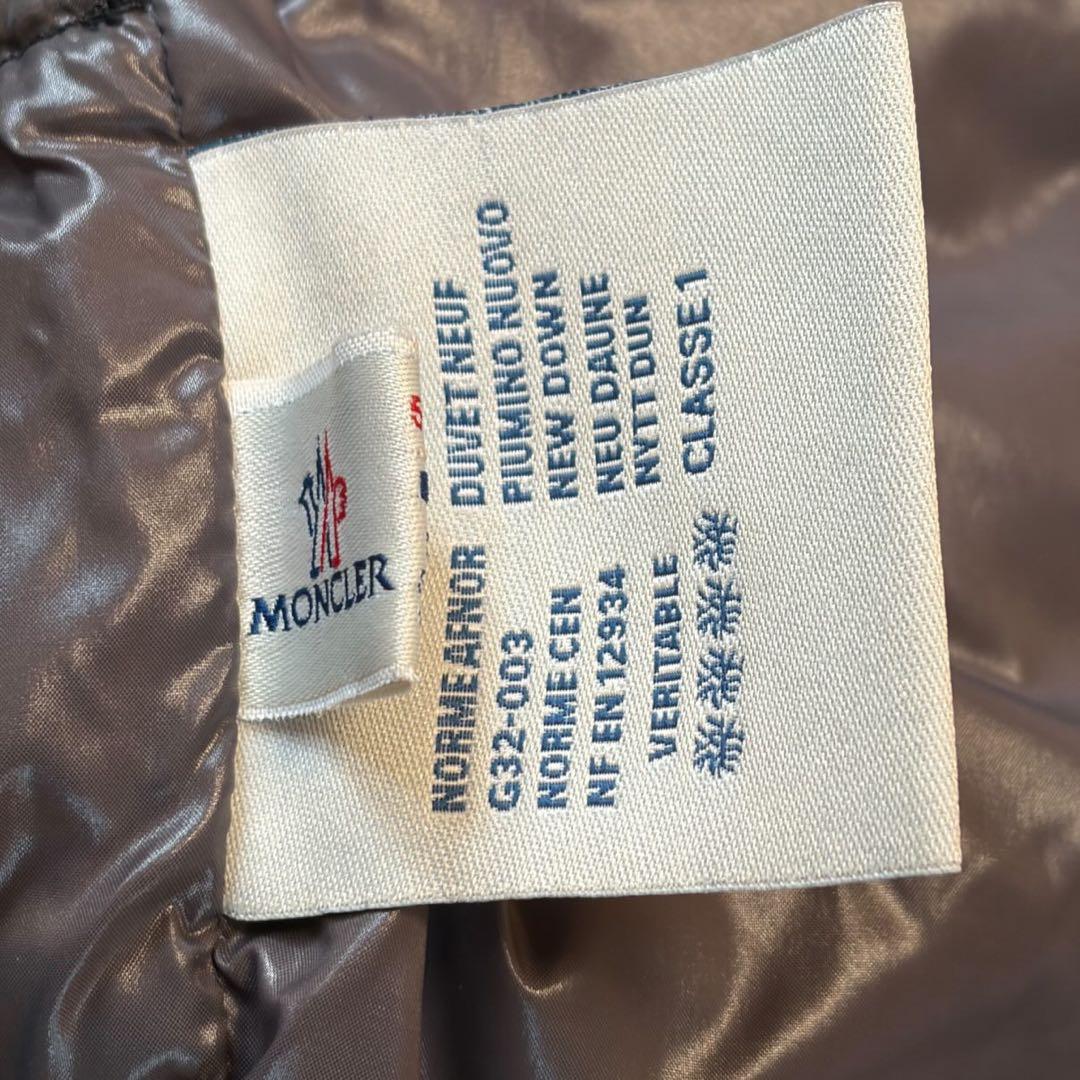 MONCLER
NORME AFNOR
G32-003
NORME CEN
NF EN 12934
VERITABLE
DUVET NEUF
PIUMINO NUOVO
NEW DOWN
NEU DAUNE
NYTT DUN
CLASSE 1